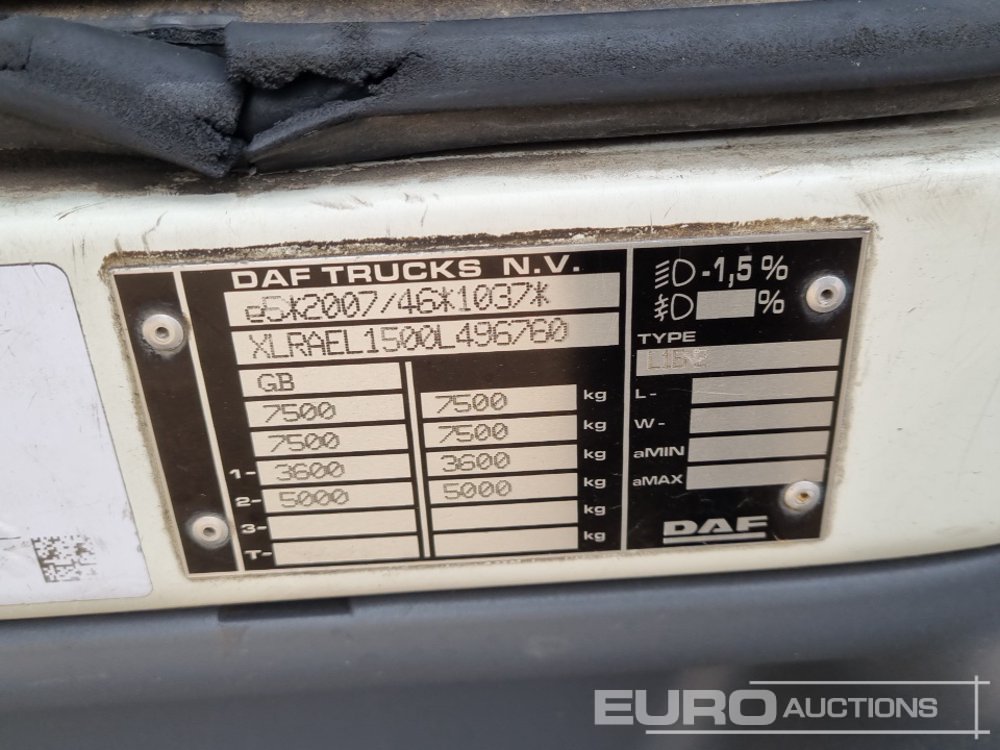 DAF TRUCKS N.V.
e5*2007/46*1037*
XLRAEL1500L496780
GB
7500 7500 kg
7500 7500 kg
1- 3600 3600 kg
2- 5000 5000 kg
3- kg
T- kg
-1,5 %
%
TYPE
L-
W-
aMIN
aMAX
DAF
EURO AUCTIONS